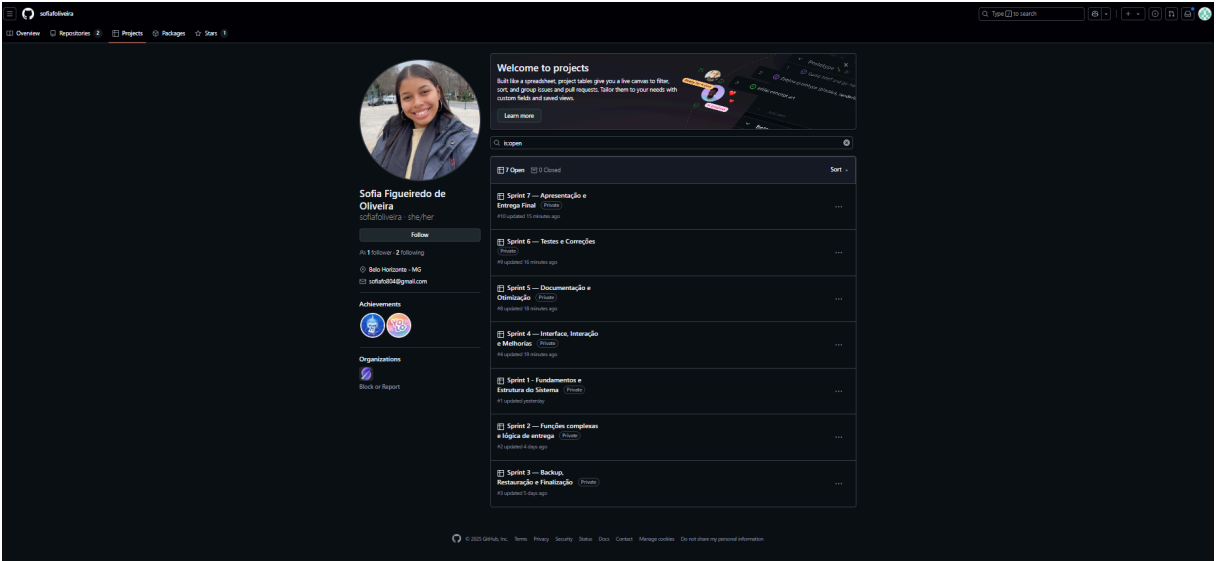 sofiafoliveira
Type / to search
Overview
Repositories 2
Projects
Packages
Stars 1
Sofia Figueiredo de
Oliveira
sofiafoliveira · she/her
Follow
1 follower · 2 following
Belo Horizonte - MG
sofiafo804@gmail.com
Achievements
Organizations
Block or Report
Welcome to projects
Built like a spreadsheet, project tables give you a live canvas to filter,
sort, and group issues and pull requests. Tailor them to your needs with
custom fields and saved views.
Learn more
is:open
7 Open
0 Closed
Sort
Sprint 7 — Apresentação e
Entrega Final Private
#10 updated 15 minutes ago
Sprint 6 — Testes e Correções
Private
#9 updated 16 minutes ago
Sprint 5 — Documentação e
Otimização Private
#8 updated 18 minutes ago
Sprint 4 — Interface, Interação
e Melhorias Private
updated 19 minutes ago
Sprint 1 - Fundamentos e
Estrutura do Sistema Private
#1 updated yesterday
Sprint 2 — Funções complexas
e lógica de entrega Private
#2 updated 4 days ago
Sprint 3 — Backup,
Restauração e Finalização Private
#3 updated 5 days ago
© 2025 GitHub, Inc.
Terms
Privacy
Security
Status
Docs
Contact
Manage cookies
Do not share my personal information